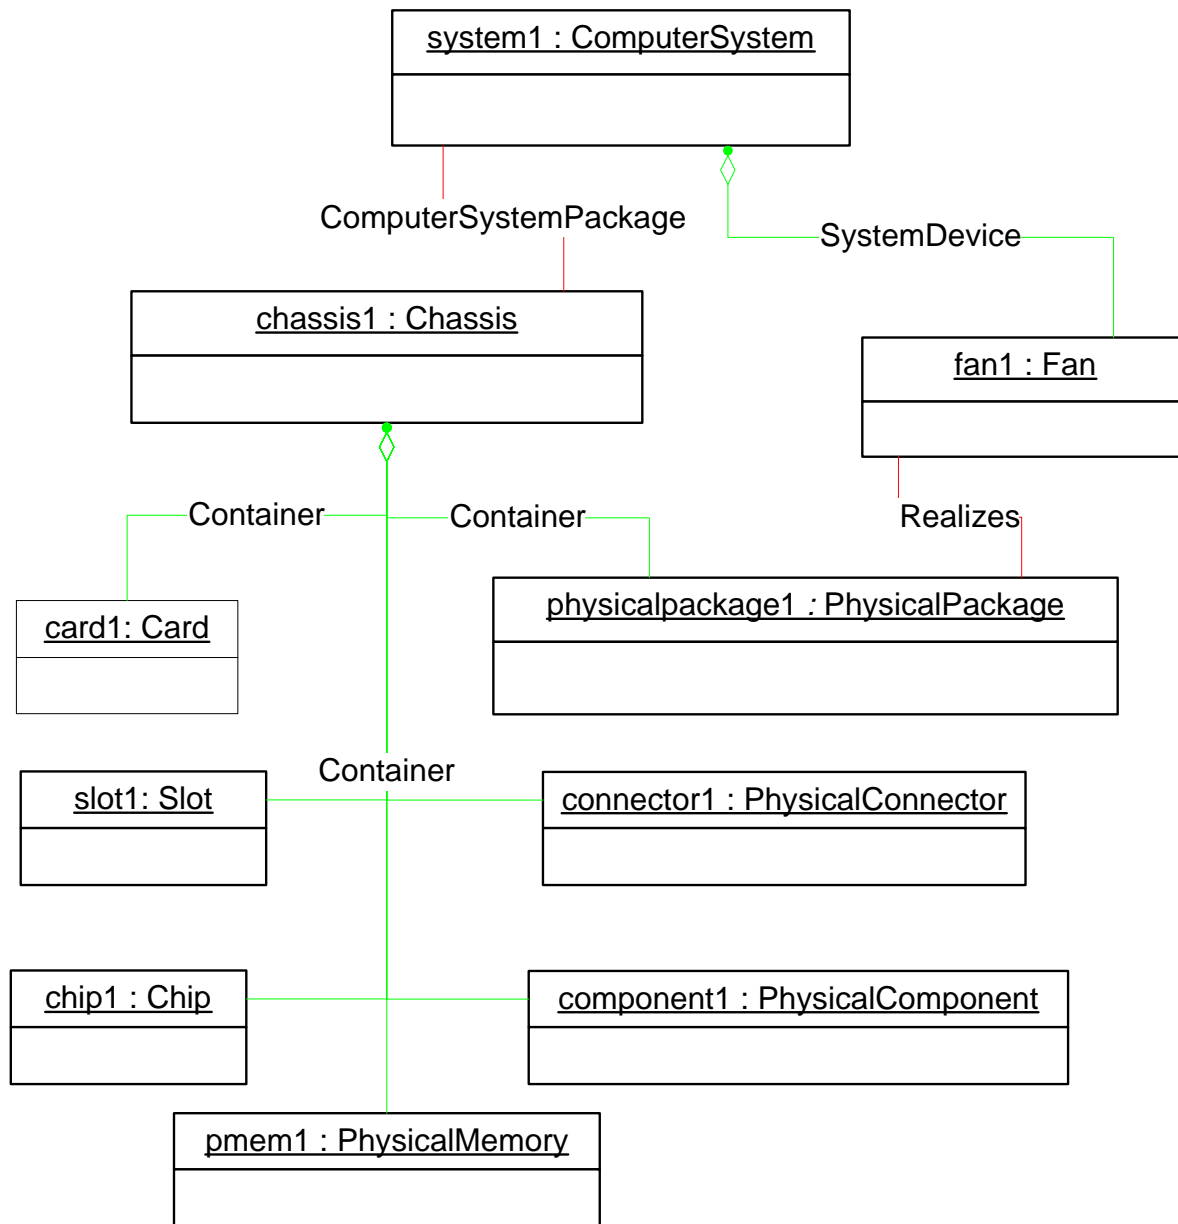 system1 : ComputerSystem
ComputerSystemPackage
SystemDevice
chassis1 : Chassis
fan1 : Fan
Container
Container
Realizes
physicalpackage1 : PhysicalPackage
card1: Card
Container
slot1: Slot
connector1 : PhysicalConnector
chip1 : Chip
component1 : PhysicalComponent
pmem1 : PhysicalMemory